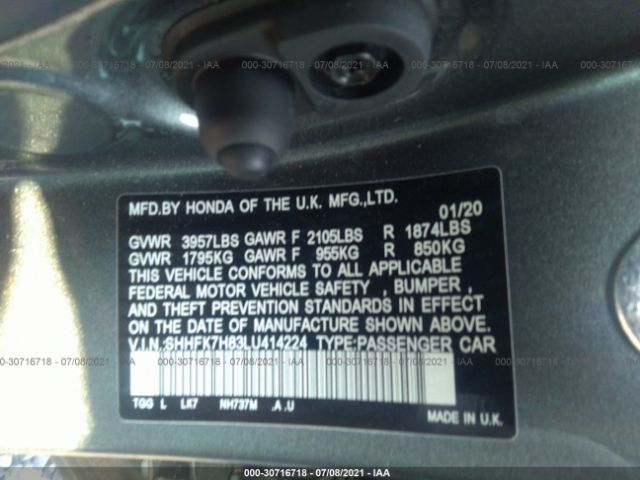 000-30716718 - 07/08/2021 - IAA
MFD.BY HONDA OF THE U.K. MFG.,LTD. 01/20
GVWR 3957LBS GAWR F 2105LBS R 1874LBS
GVWR 1795KG GAWR F 955KG R 850KG
THIS VEHICLE CONFORMS TO ALL APPLICABLE
FEDERAL MOTOR VEHICLE SAFETY , BUMPER ,
AND THEFT PREVENTION STANDARDS IN EFFECT
ON THE DATE OF MANUFACTURE SHOWN ABOVE.
V.I.N.:SHHFK7H83LU414224 TYPE:PASSENGER CAR
TGG L LK7 NH737M .A .U
MADE IN U.K.
000-30716718 - 07/08/2021 - IAA